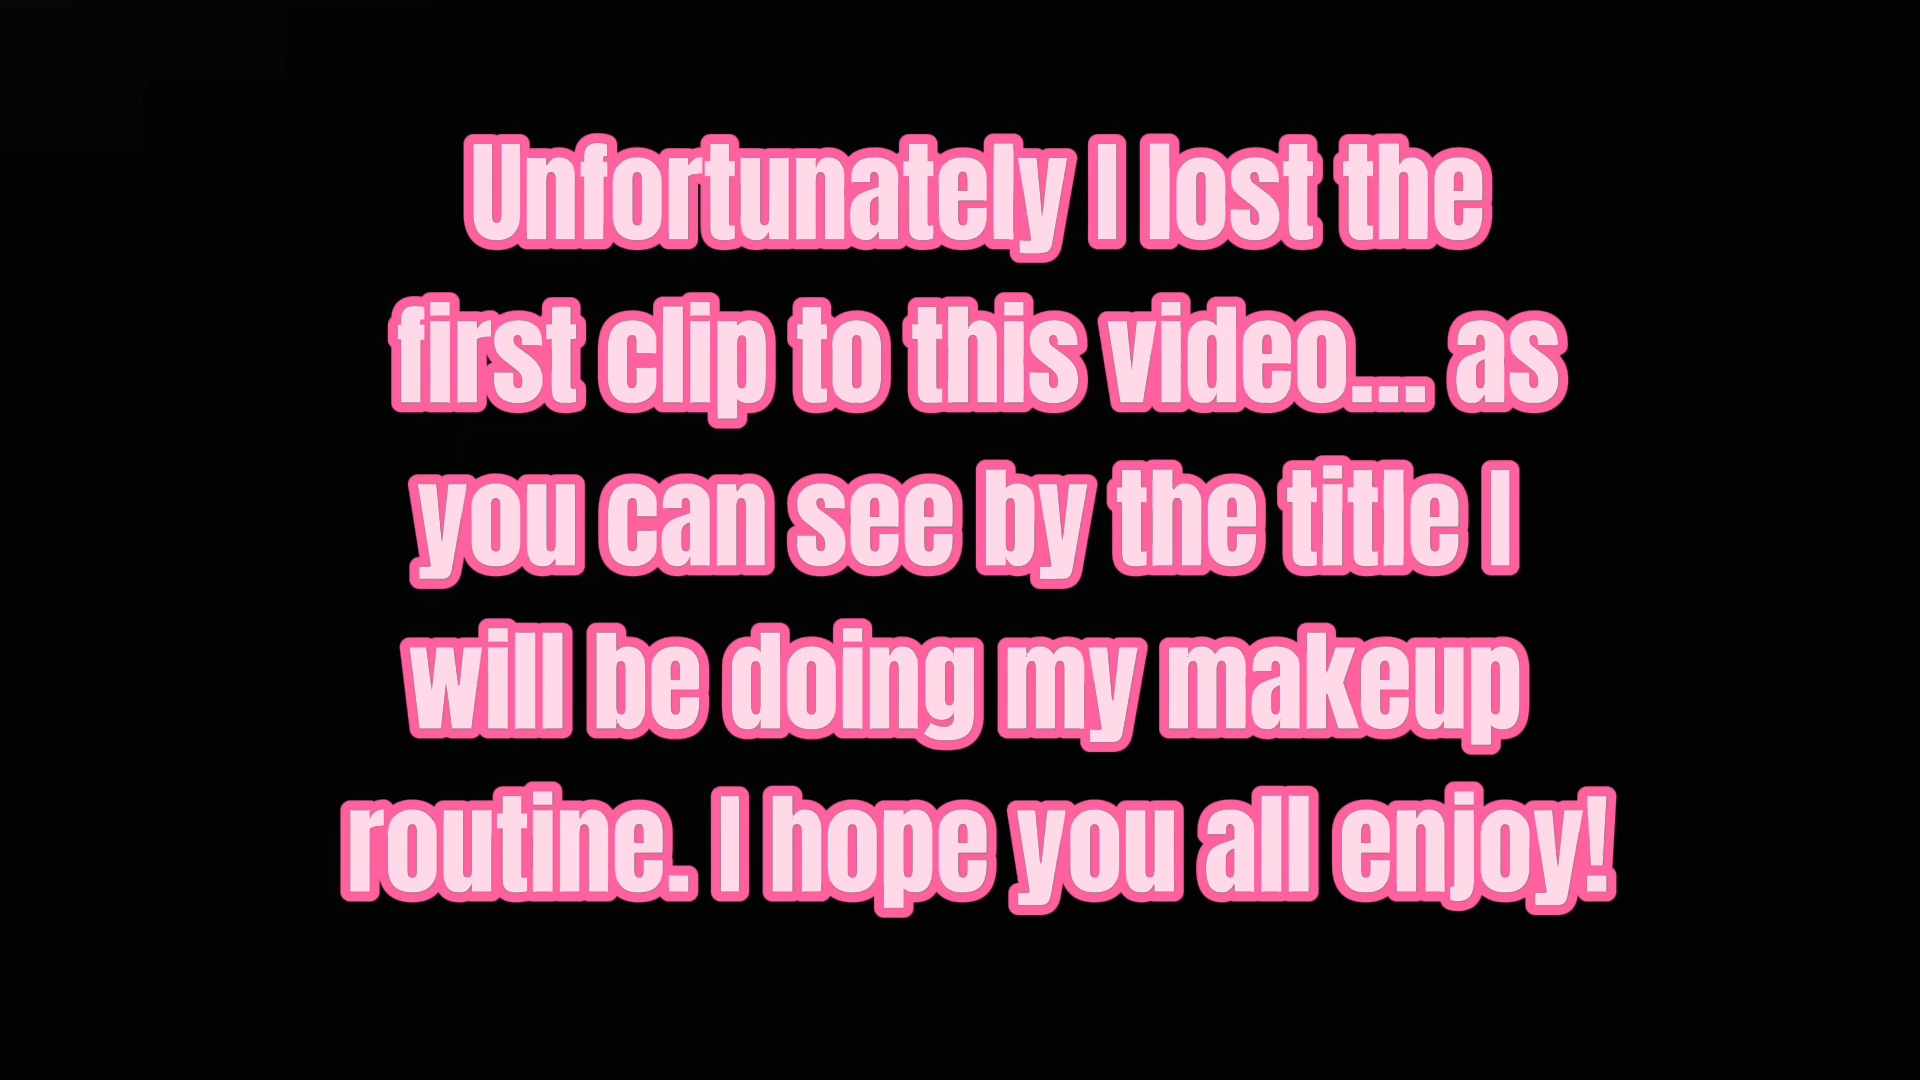 Unfortunately I lost the
first clip to this video... as
you can see by the title I
will be doing my makeup
routine. I hope you all enjoy!